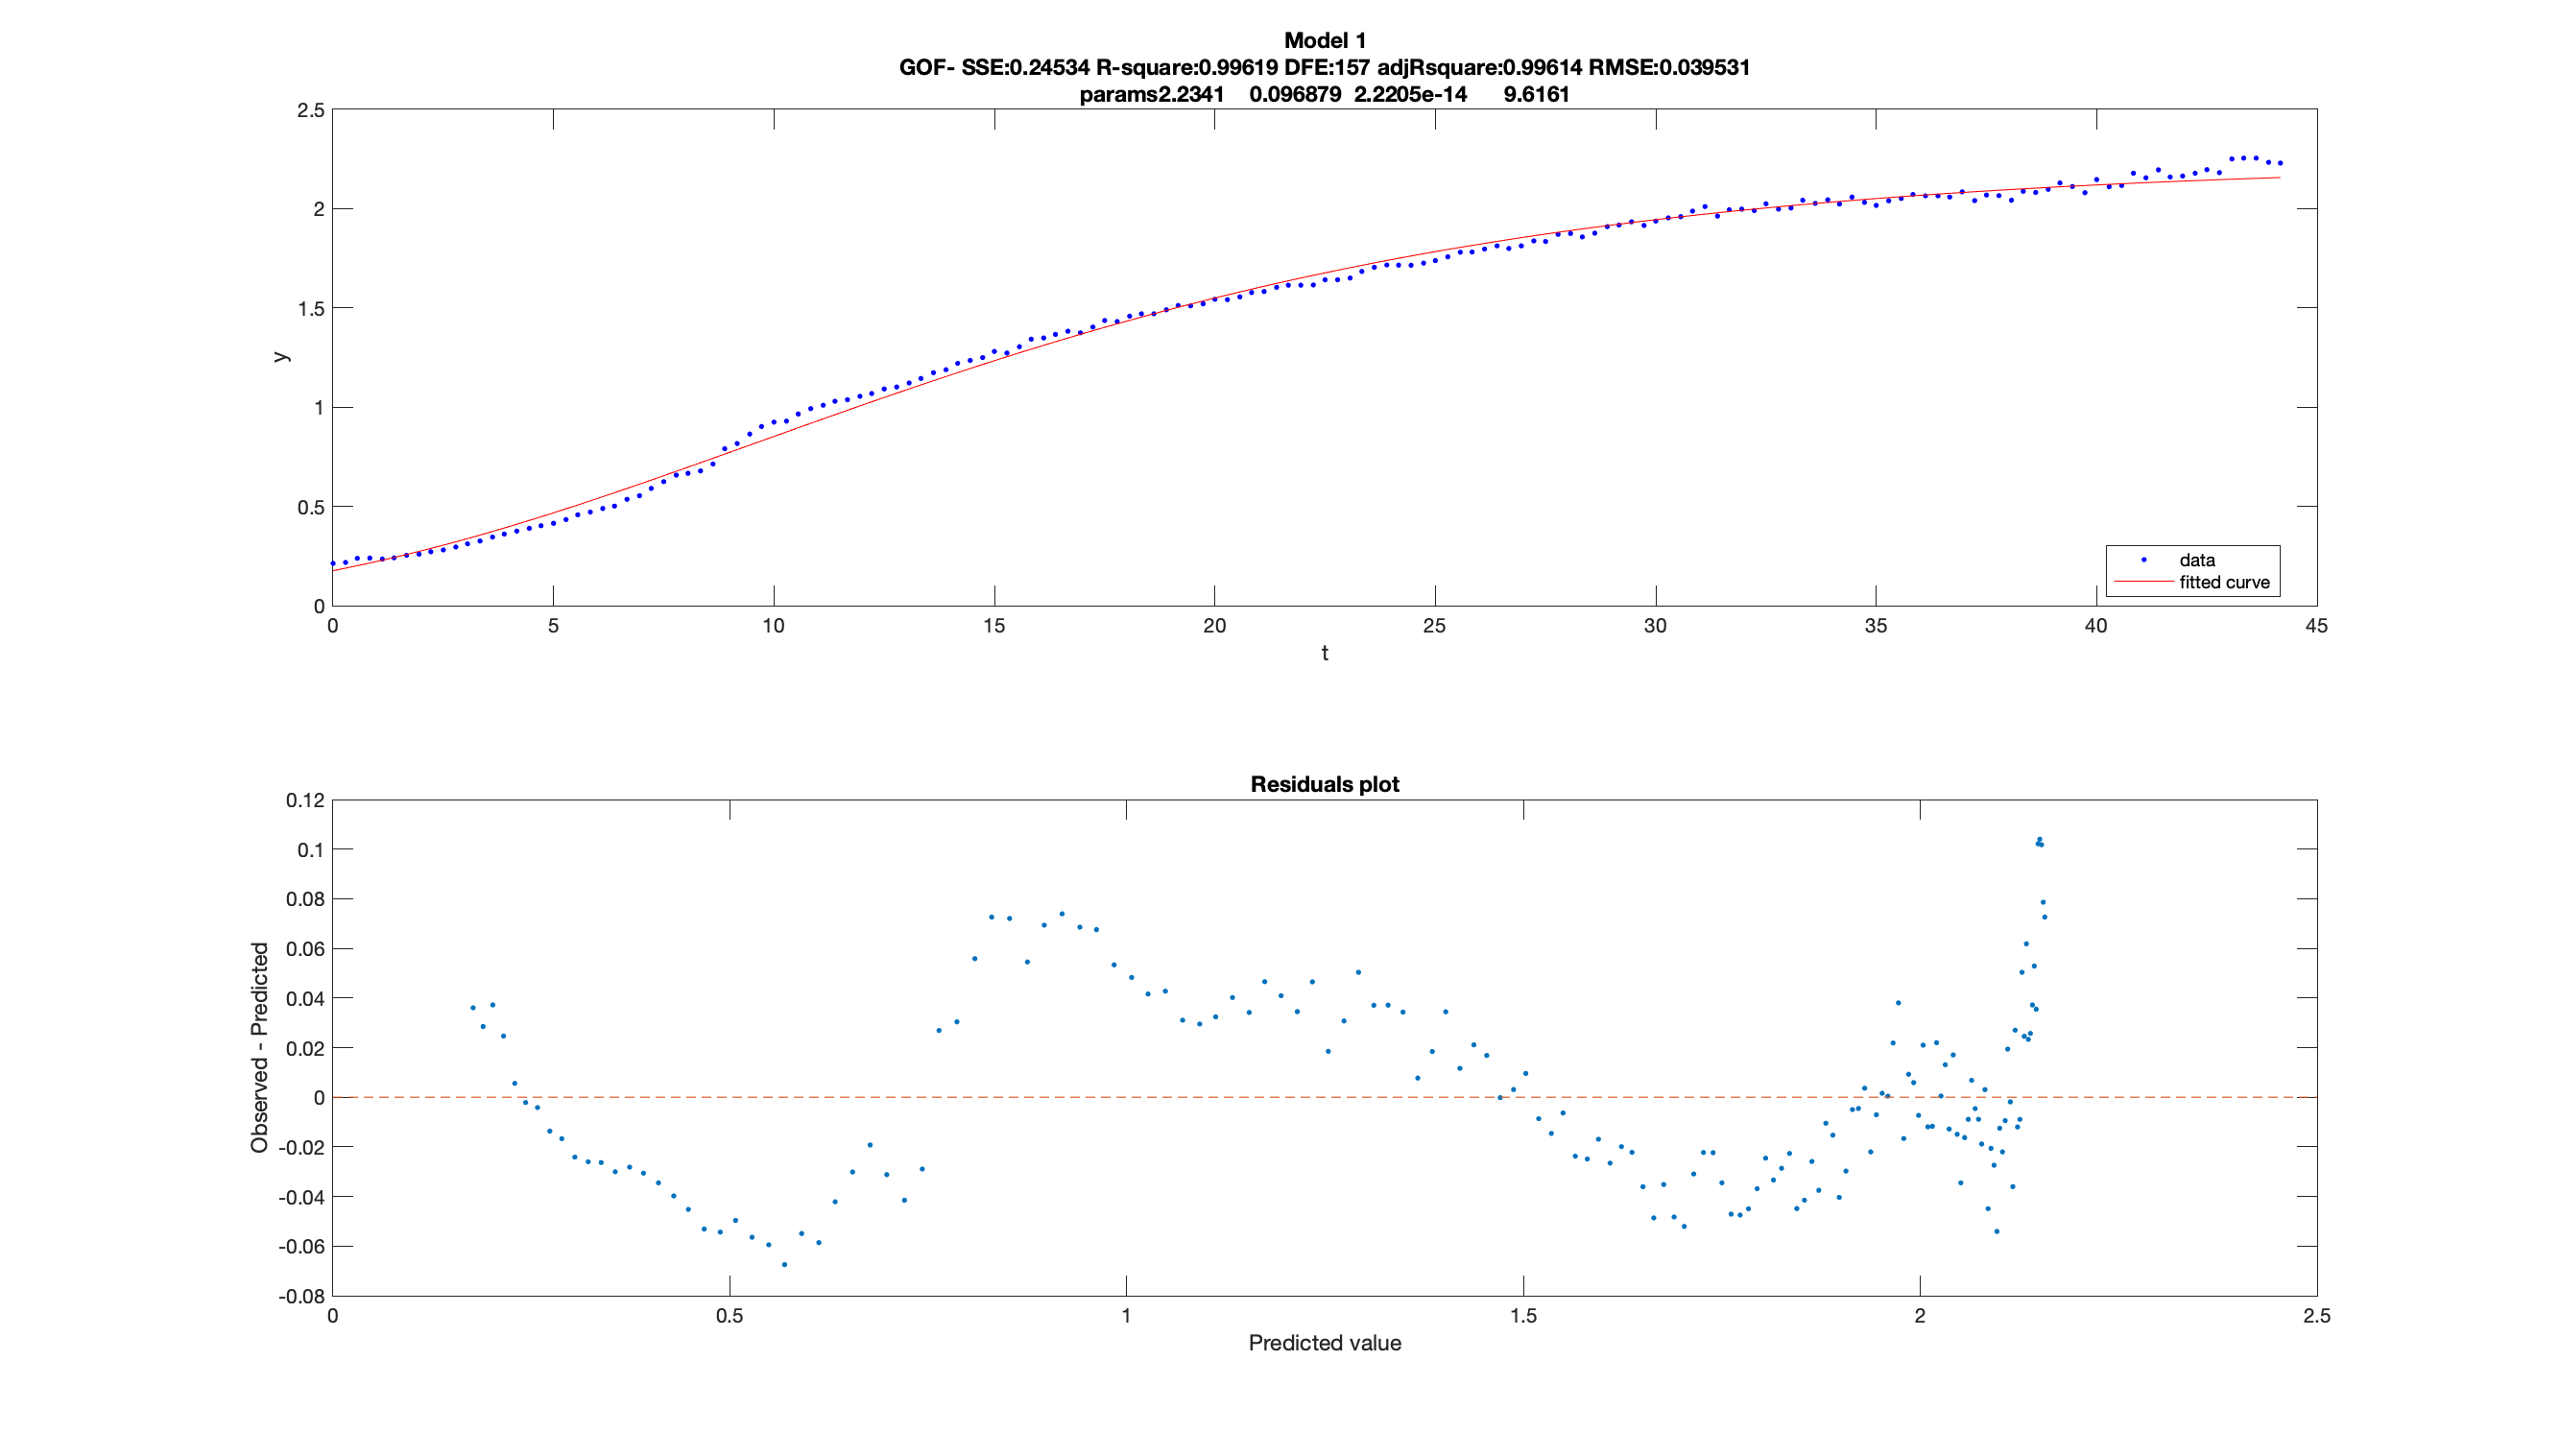 Model 1
GOF- SSE:0.24534 R-square:0.99619 DFE:157 adjRsquare:0.99614 RMSE:0.039531
params2.2341 0.096879 2.2205e-14 9.6161
2.5
2
1.5
1
0.5
0
y
0 5 10 15 20 25 30 35 40 45
t
data
fitted curve
Residuals plot
0.12
0.1
0.08
0.06
0.04
0.02
0
-0.02
-0.04
-0.06
-0.08
Observed - Predicted
0 0.5 1 1.5 2 2.5
Predicted value